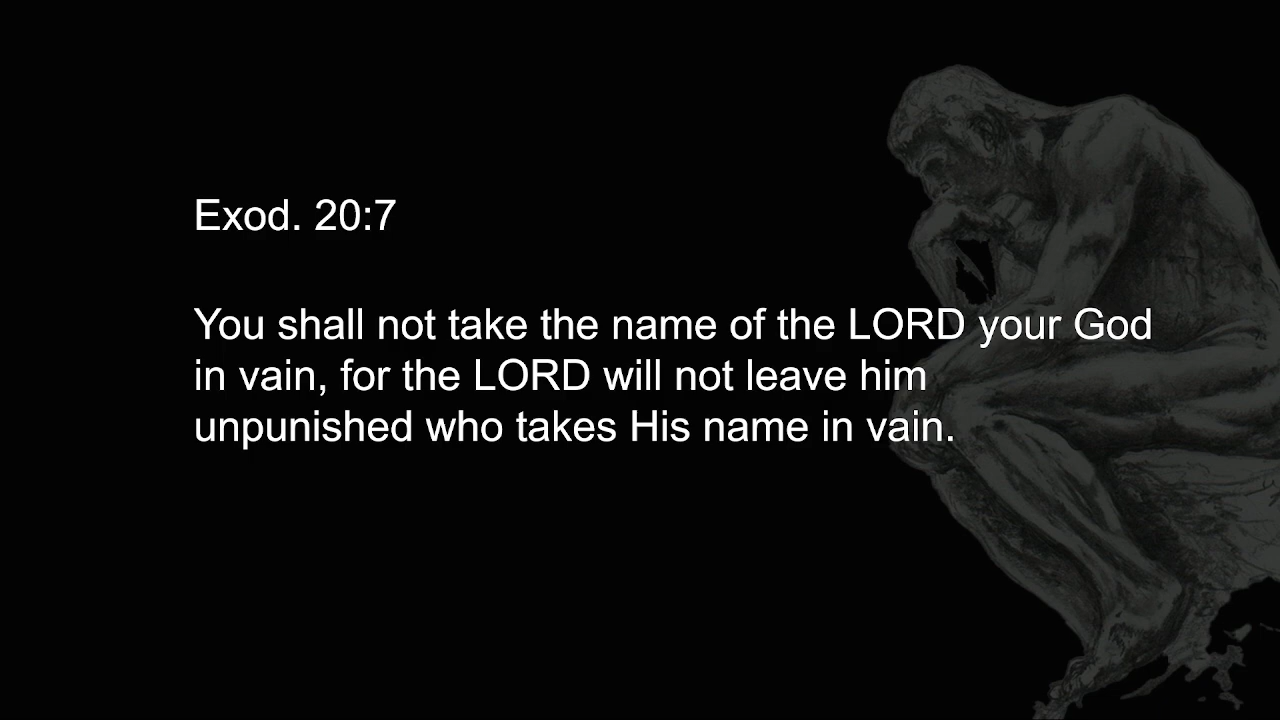 Exod. 20:7
You shall not take the name of the LORD your God
in vain, for the LORD will not leave him
unpunished who takes His name in vain.